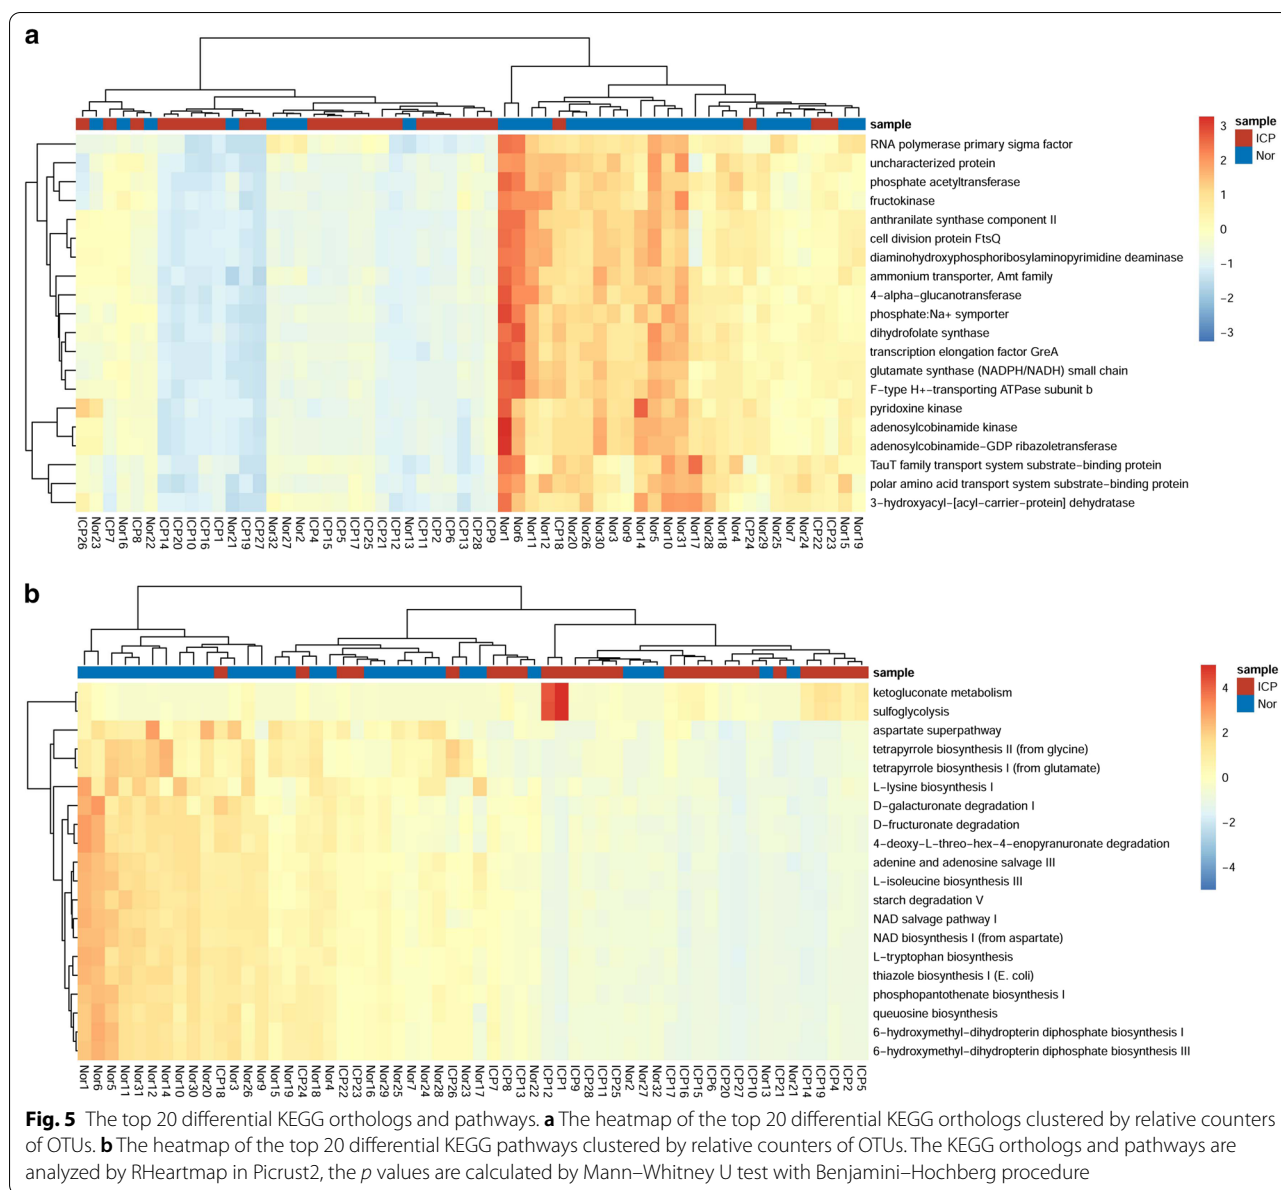 a
sample
RNA polymerase primary sigma factor
uncharacterized protein
phosphate acetyltransferase
fructokinase
anthranilate synthase component II
cell division protein FtsQ
diaminohydroxyphosphoribosylaminopyrimidine deaminase
ammonium transporter, Amt family
4−alpha−glucanotransferase
phosphate:Na+ symporter
dihydrofolate synthase
transcription elongation factor GreA
glutamate synthase (NADPH/NADH) small chain
F−type H+−transporting ATPase subunit b
pyridoxine kinase
adenosylcobinamide kinase
adenosylcobinamide−GDP ribazoletransferase
TauT family transport system substrate−binding protein
polar amino acid transport system substrate−binding protein
3−hydroxyacyl−[acyl−carrier−protein] dehydratase
3
2
1
0
−1
−2
−3
sample
ICP
Nor
ICP26 Nor23 ICP7 Nor16 ICP8 Nor22 ICP14 ICP20 ICP10 ICP16 ICP1 Nor21 ICP19 ICP27 Nor32 Nor27 Nor2 ICP4 ICP15 ICP5 ICP17 ICP25 ICP21 ICP12 Nor13 ICP11 ICP2 ICP6 ICP13 ICP28 ICP9 Nor1 Nor6 Nor11 Nor12 ICP18 Nor20 Nor26 Nor30 Nor3 Nor9 Nor14 Nor5 Nor10 Nor31 Nor17 Nor28 Nor18 Nor4 ICP24 Nor29 Nor25 Nor7 Nor24 ICP22 ICP23 Nor15 Nor19
b
sample
ketogluconate metabolism
sulfoglycolysis
aspartate superpathway
tetrapyrrole biosynthesis II (from glycine)
tetrapyrrole biosynthesis I (from glutamate)
L−lysine biosynthesis I
D−galacturonate degradation I
D−fructuronate degradation
4−deoxy−L−threo−hex−4−enopyranuronate degradation
adenine and adenosine salvage III
L−isoleucine biosynthesis III
starch degradation V
NAD salvage pathway I
NAD biosynthesis I (from aspartate)
L−tryptophan biosynthesis
thiazole biosynthesis I (E. coli)
phosphopantothenate biosynthesis I
queuosine biosynthesis
6−hydroxymethyl−dihydropterin diphosphate biosynthesis I
6−hydroxymethyl−dihydropterin diphosphate biosynthesis III
4
2
0
−2
−4
sample
ICP
Nor
Nor1 Nor6 Nor5 Nor11 Nor31 Nor12 Nor14 Nor10 Nor30 Nor20 ICP18 Nor3 Nor26 Nor9 Nor15 Nor19 ICP24 Nor18 Nor4 ICP22 ICP23 Nor16 Nor29 Nor25 Nor7 Nor24 Nor28 ICP26 Nor23 Nor17 ICP7 ICP8 ICP13 Nor22 ICP12 ICP1 ICP9 ICP28 ICP25 ICP11 Nor2 Nor27 Nor32 ICP17 ICP16 ICP15 ICP6 ICP20 ICP27 ICP10 Nor13 ICP21 Nor21 ICP14 ICP19 ICP4 ICP2 ICP5
Fig. 5 The top 20 differential KEGG orthologs and pathways. a The heatmap of the top 20 differential KEGG orthologs clustered by relative counters
of OTUs. b The heatmap of the top 20 differential KEGG pathways clustered by relative counters of OTUs. The KEGG orthologs and pathways are
analyzed by RHeartmap in Picrust2, the p values are calculated by Mann–Whitney U test with Benjamini–Hochberg procedure